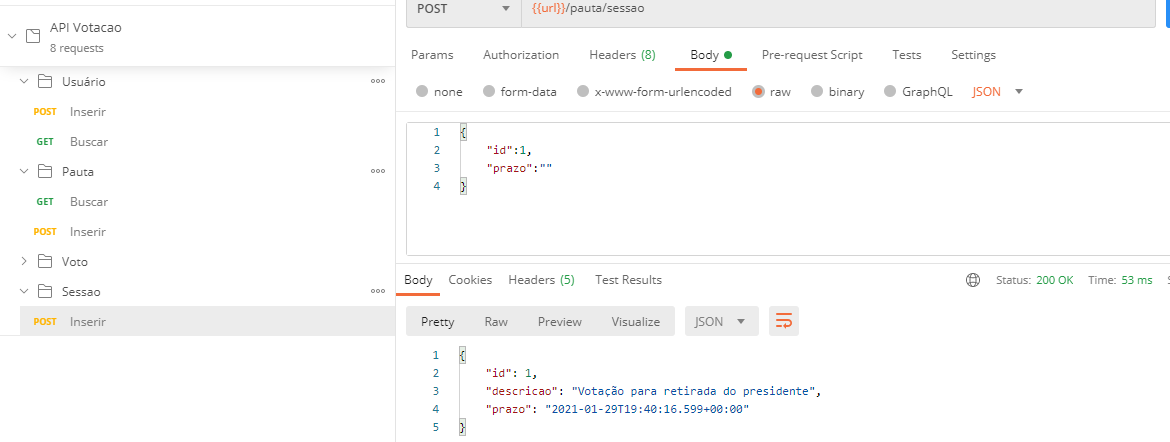 API Votacao
8 requests
Usuário
POST Inserir
GET Buscar
Pauta
GET Buscar
POST Inserir
Voto
Sessao
POST Inserir
POST {{url}}/pauta/sessao
Params Authorization Headers (8) Body Pre-request Script Tests Settings
none form-data x-www-form-urlencoded raw binary GraphQL JSON
1 {
2 "id":1,
3 "prazo":""
4 }
Body Cookies Headers (5) Test Results Status: 200 OK Time: 53 ms
Pretty Raw Preview Visualize JSON
1 {
2 "id": 1,
3 "descricao": "Votação para retirada do presidente",
4 "prazo": "2021-01-29T19:40:16.599+00:00"
5 }